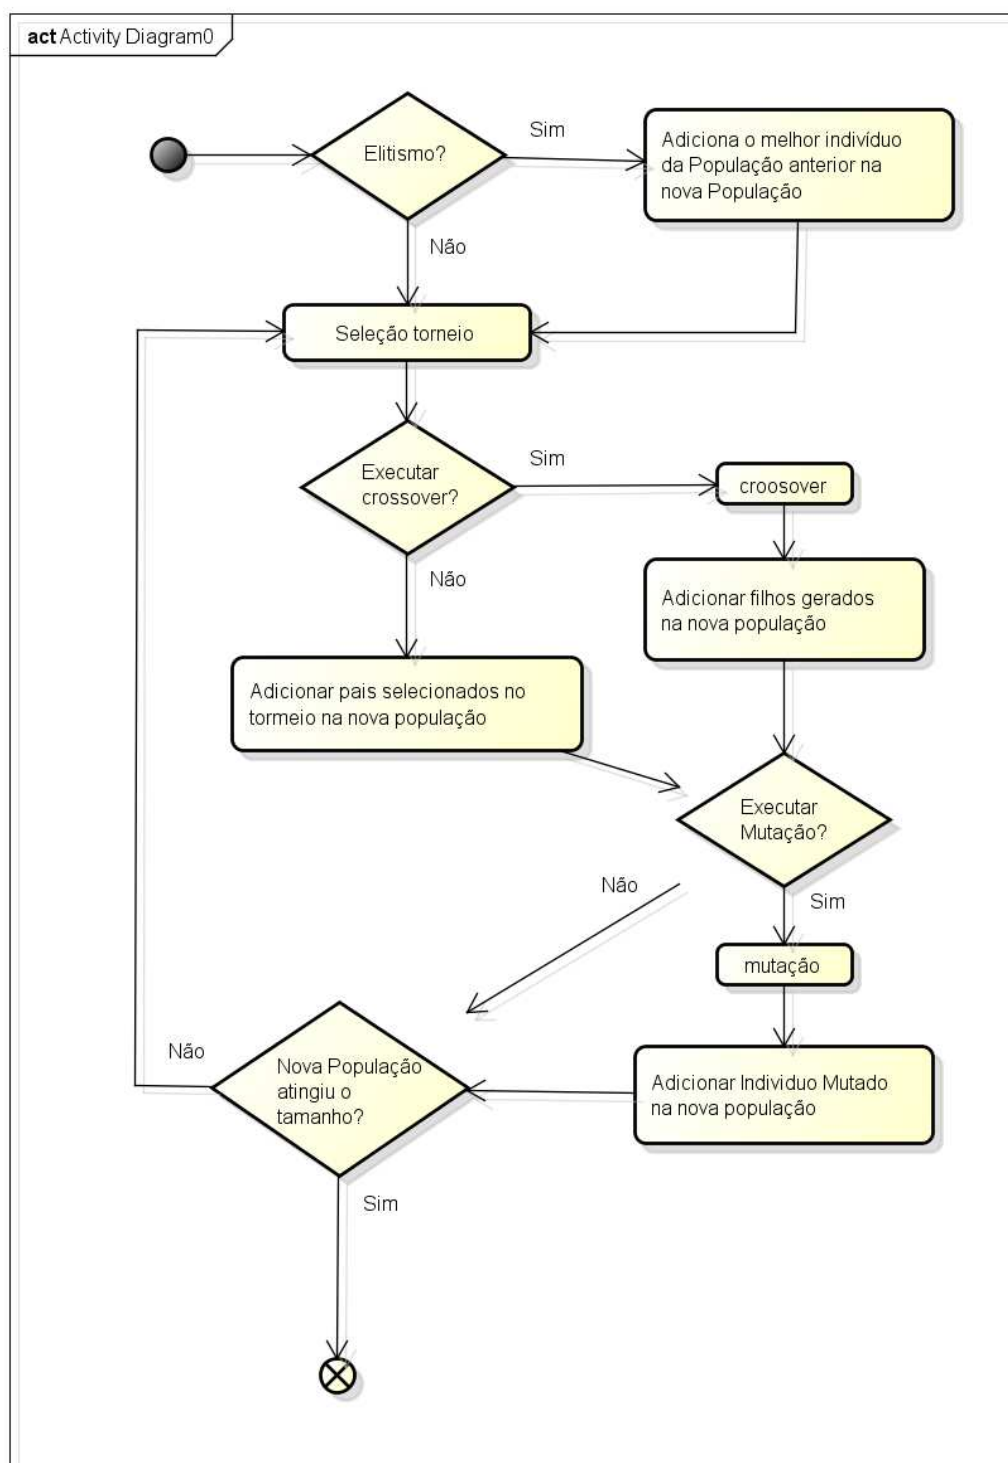 act Activity Diagram0
Elitismo?
Sim
Adiciona o melhor indivíduo
da População anterior na
nova População
Não
Seleção torneio
Executar
crossover?
Sim
croosover
Não
Adicionar filhos gerados
na nova população
Adicionar pais selecionados no
tormeio na nova população
Executar
Mutação?
Não
Sim
mutação
Não
Nova População
atingiu o
tamanho?
Adicionar Individuo Mutado
na nova população
Sim